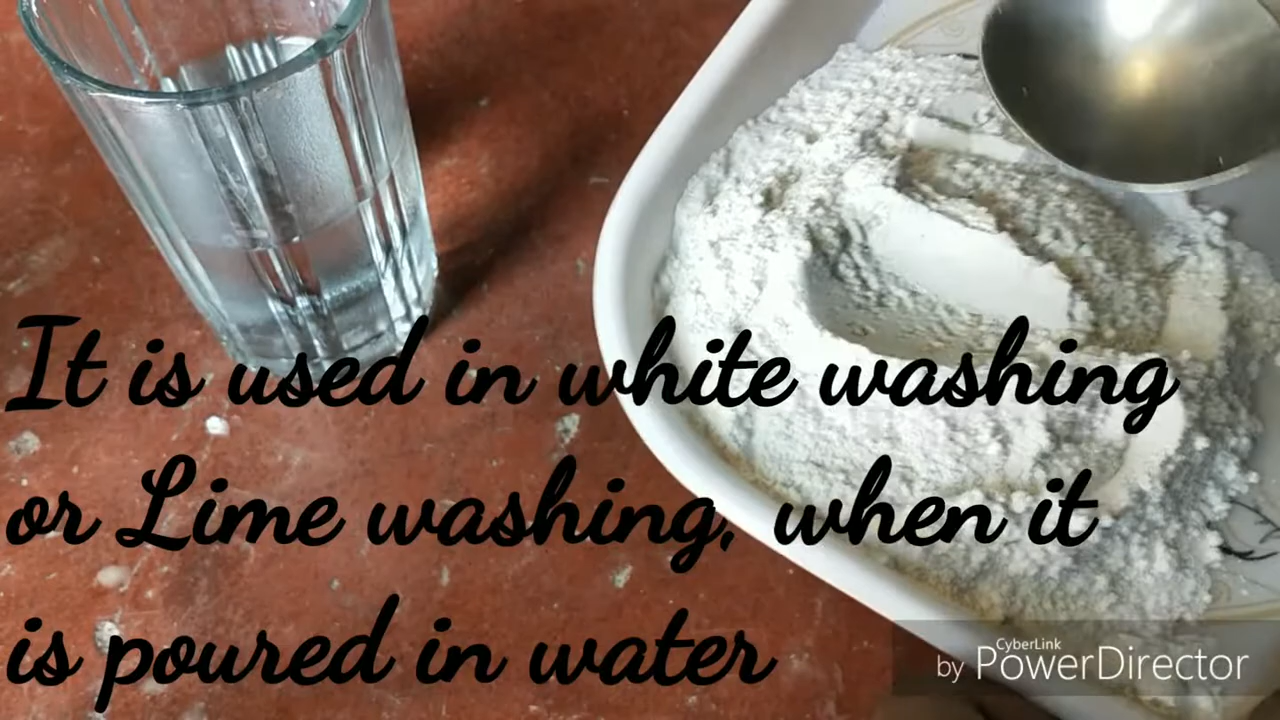 It is used in white washing
or Lime washing, when it
is poured in water
CyberLink
by PowerDirector